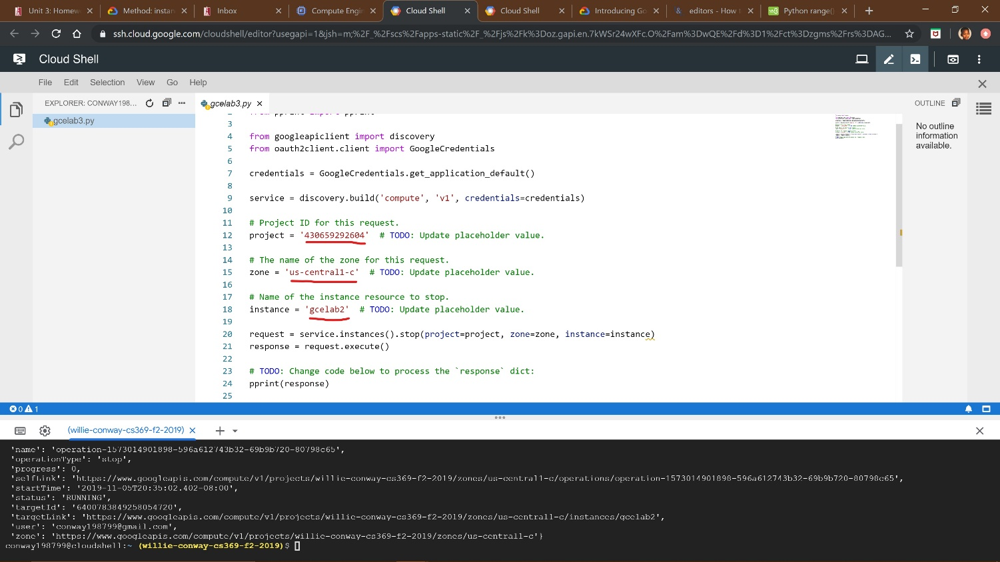 Unit 3: Homew
Method: instan
Inbox
Compute Engin
Cloud Shell
Cloud Shell
Introducing Go
editors - How t
Python range()
ssh.cloud.google.com/cloudshell/editor?usegapi=1&jsh=m;%2F_%2Fscs%2Fapps-static%2F_%2Fjs%2Fk%3Doz.gapi.en.7kWSr24wXFc.O%2Fam%3DwQE%2Fd%3D1%2Fct%3Dzgms%2Frs%3DAG...
Cloud Shell
File Edit Selection View Go Help
EXPLORER: CONWAY198...
gcelab3.py
OUTLINE
gcelab3.py
No outline
information
available.
from pprint import pprint
3
4 from googleapiclient import discovery
5 from oauth2client.client import GoogleCredentials
6
7 credentials = GoogleCredentials.get_application_default()
8
9 service = discovery.build('compute', 'v1', credentials=credentials)
10
11 # Project ID for this request.
12 project = '430659292604' # TODO: Update placeholder value.
13
14 # The name of the zone for this request.
15 zone = 'us-central1-c' # TODO: Update placeholder value.
16
17 # Name of the instance resource to stop.
18 instance = 'gcelab2' # TODO: Update placeholder value.
19
20 request = service.instances().stop(project=project, zone=zone, instance=instance)
21 response = request.execute()
22
23 # TODO: Change code below to process the `response` dict:
24 pprint(response)
25
0 1
(willie-conway-cs369-f2-2019)
'name': 'operation-1573014901898-596a612743b32-69b9b720-80798c65',
'operationType': 'stop',
'progress': 0,
'selfLink': 'https://www.googleapis.com/compute/v1/projects/willie-conway-cs369-f2-2019/zones/us-central1-c/operations/operation-1573014901898-596a612743b32-69b9b720-80798c65',
'startTime': '2019-11-05T20:35:02.402-08:00',
'status': 'RUNNING',
'targetId': '6400783849258054720',
'targetLink': 'https://www.googleapis.com/compute/v1/projects/willie-conway-cs369-f2-2019/zones/us-central1-c/instances/gcelab2',
'user': 'conway198799@gmail.com',
'zone': 'https://www.googleapis.com/compute/v1/projects/willie-conway-cs369-f2-2019/zones/us-central1-c'}
conway198799@cloudshell:~ (willie-conway-cs369-f2-2019)$